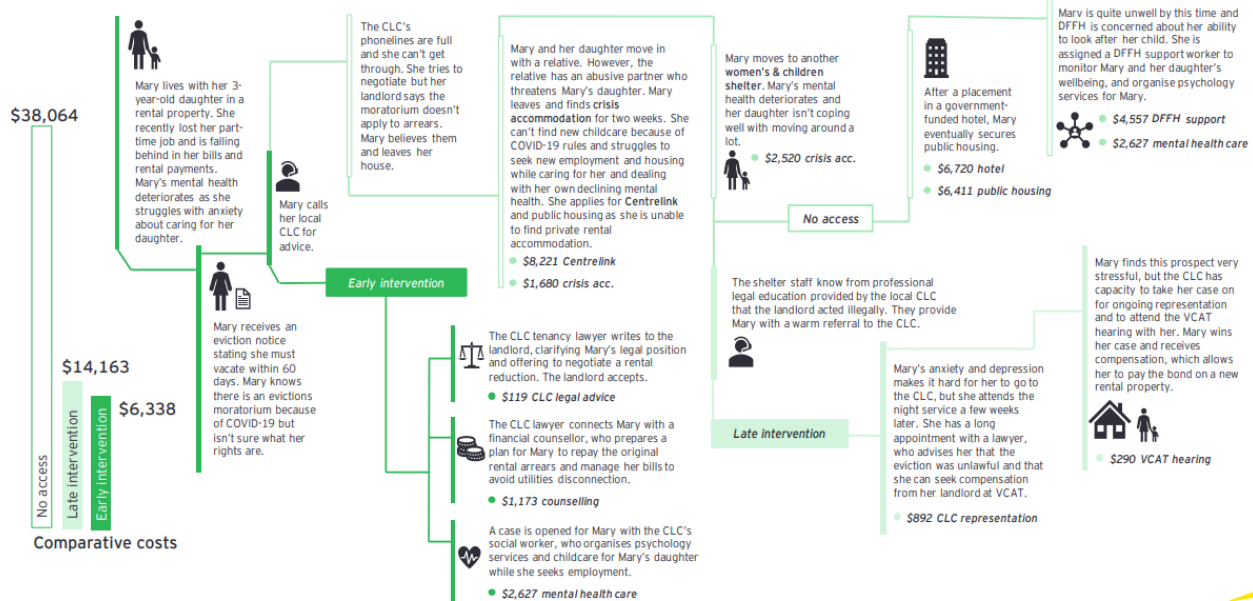 $38,064
$14,163
$6,338
No access
Late intervention
Early intervention
Comparative costs
Mary lives with her 3-
year-old daughter in a
rental property. She
recently lost her part-
time job and is falling
behind in her bills and
rental payments.
Mary's mental health
deteriorates as she
struggles with anxiety
about caring for her
daughter.
Mary receives an
eviction notice
stating she must
vacate within 60
days. Mary knows
there is an evictions
moratorium because
of COVID-19 but
isn't sure what her
rights are.
Mary calls
her local
CLC for
advice.
The CLC's
phonelines are full
and she can't get
through. She tries to
negotiate but her
landlord says the
moratorium doesn't
apply to arrears.
Mary believes them
and leaves her
house.
Early intervention
The CLC tenancy lawyer writes to the
landlord, clarifying Mary's legal position
and offering to negotiate a rental
reduction. The landlord accepts.
$119 CLC legal advice
The CLC lawyer connects Mary with a
financial counsellor, who prepares a
plan for Mary to repay the original
rental arrears and manage her bills to
avoid utilities disconnection.
$1,173 counselling
A case is opened for Mary with the CLC's
social worker, who organises psychology
services and childcare for Mary's daughter
while she seeks employment.
$2,627 mental health care
Mary and her daughter move in
with a relative. However, the
relative has an abusive partner who
threatens Mary's daughter. Mary
leaves and finds crisis
accommodation for two weeks. She
can't find new childcare because of
COVID-19 rules and struggles to
seek new employment and housing
while caring for her and dealing
with her own declining mental
health. She applies for Centrelink
and public housing as she is unable
to find private rental
accommodation.
$8,221 Centrelink
$1,680 crisis acc.
Mary moves to another
women's & children
shelter. Mary's mental
health deteriorates and
her daughter isn't coping
well with moving around a
lot.
$2,520 crisis acc.
No access
After a placement
in a government-
funded hotel, Mary
eventually secures
public housing.
$6,720 hotel
$6,411 public housing
Mary is quite unwell by this time and
DFFH is concerned about her ability
to look after her child. She is
assigned a DFFH support worker to
monitor Mary and her daughter's
wellbeing, and organise psychology
services for Mary.
$4,557 DFFH support
$2,627 mental health care
The shelter staff know from professional
legal education provided by the local CLC
that the landlord acted illegally. They provide
Mary with a warm referral to the CLC.
Late intervention
Mary's anxiety and depression
makes it hard for her to go to
the CLC, but she attends the
night service a few weeks
later. She has a long
appointment with a lawyer,
who advises her that the
eviction was unlawful and that
she can seek compensation
from her landlord at VCAT.
$892 CLC representation
Mary finds this prospect very
stressful, but the CLC has
capacity to take her case on
for ongoing representation
and to attend the VCAT
hearing with her. Mary wins
her case and receives
compensation, which allows
her to pay the bond on a new
rental property.
$290 VCAT hearing